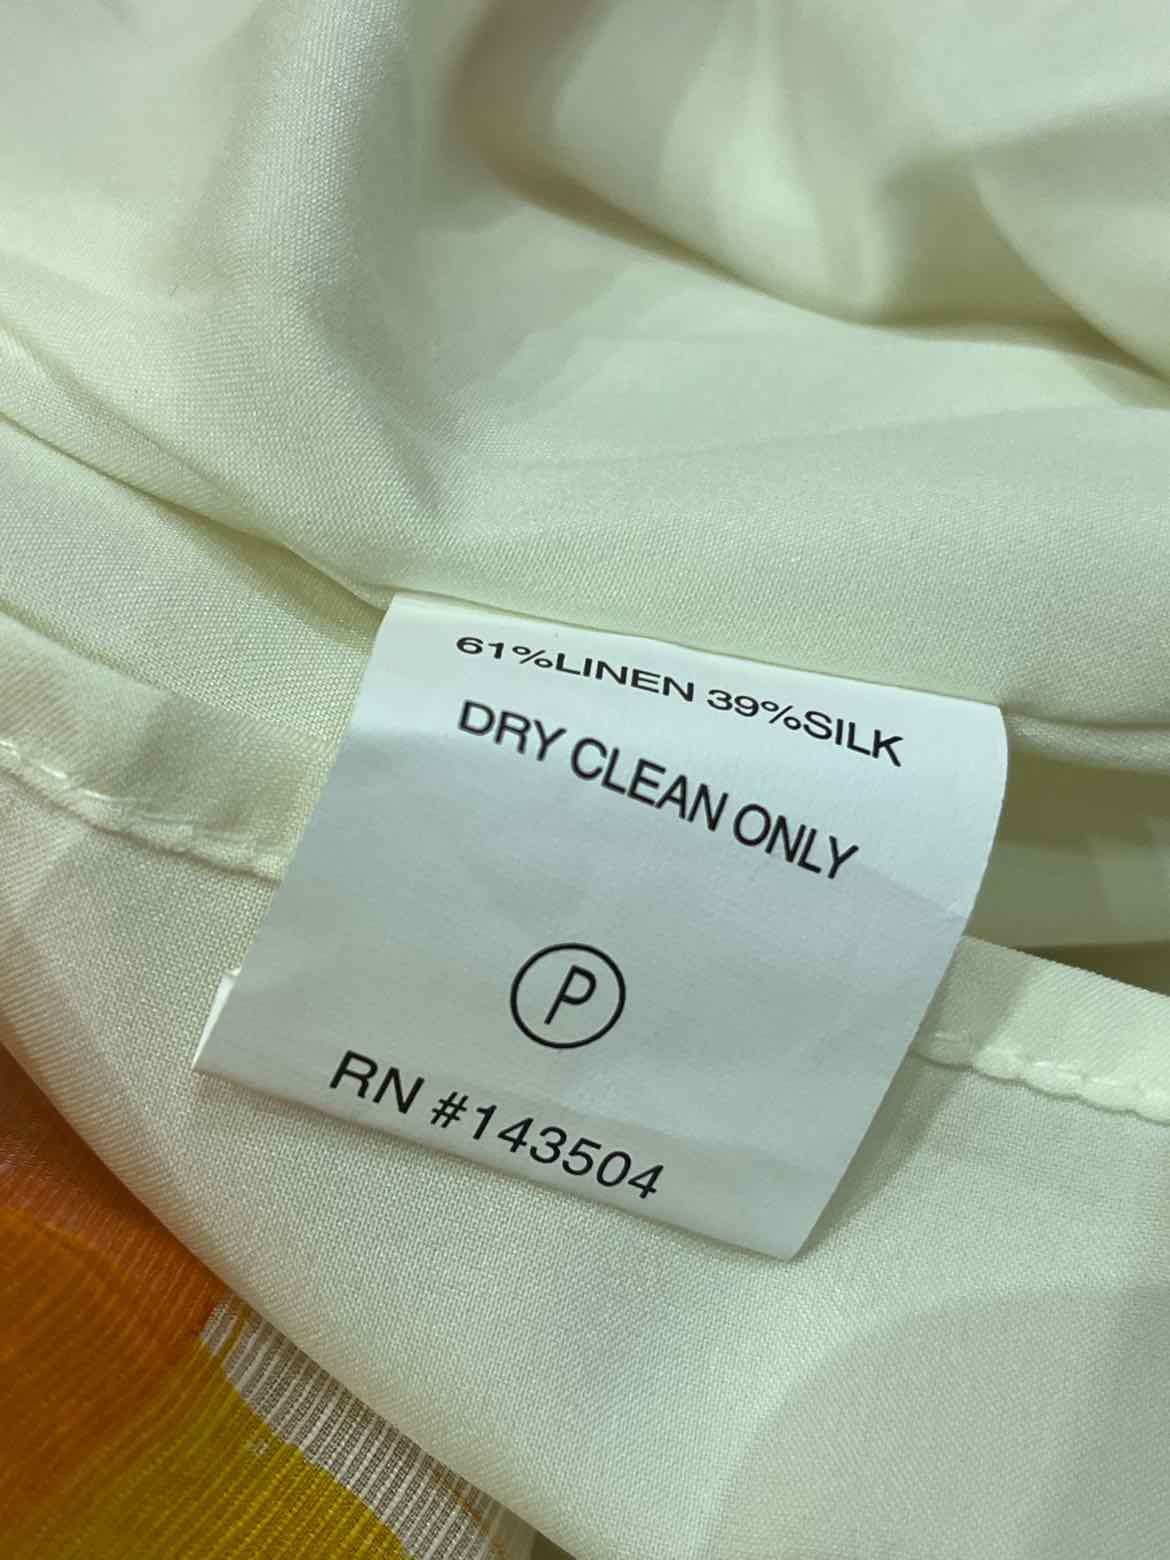 61%LINEN 39%SILK
DRY CLEAN ONLY
P
RN #143504